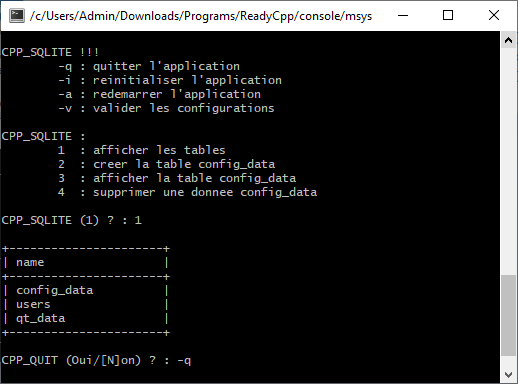 /c/Users/Admin/Downloads/Programs/ReadyCpp/console/msys
CPP_SQLITE !!!
-q : quitter l'application
-i : reinitialiser l'application
-a : redemarrer l'application
-v : valider les configurations
CPP_SQLITE :
1 : afficher les tables
2 : creer la table config_data
3 : afficher la table config_data
4 : supprimer une donnee config_data
CPP_SQLITE (1) ? : 1
+----------------------+
| name                 |
+----------------------+
| config_data          |
| users                |
| qt_data              |
+----------------------+
CPP_QUIT (Oui/[N]on) ? : -q